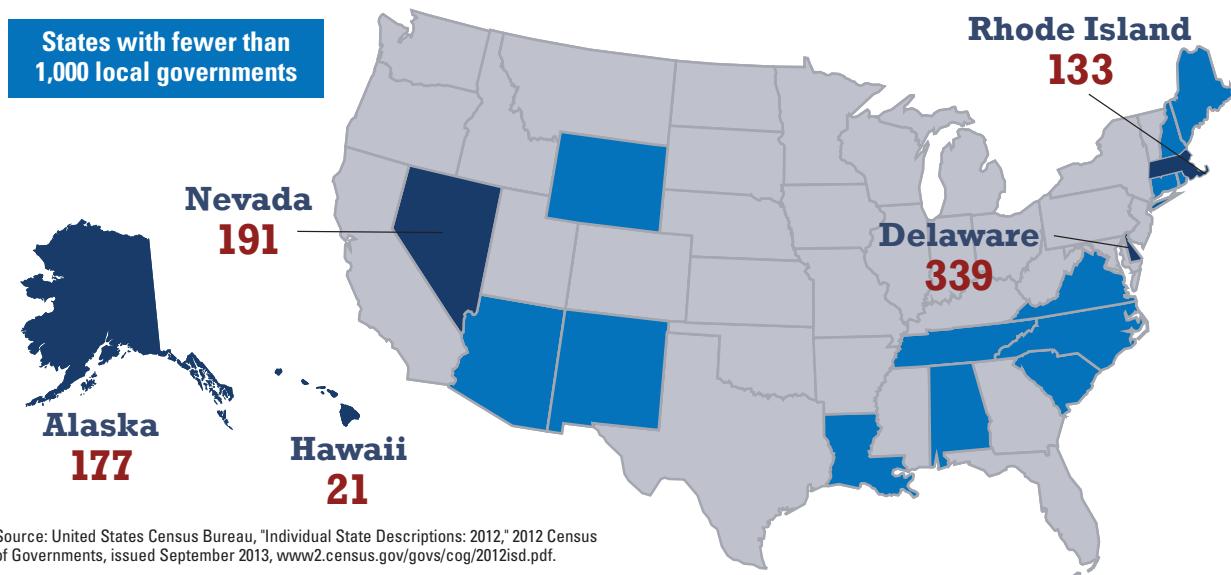 States with fewer than
1,000 local governments
Rhode Island
133
Nevada
191
Delaware
339
Alaska
177
Hawaii
21
Source: United States Census Bureau, "Individual State Descriptions: 2012," 2012 Census
of Governments, issued September 2013, www2.census.gov/govs/cog/2012isd.pdf.